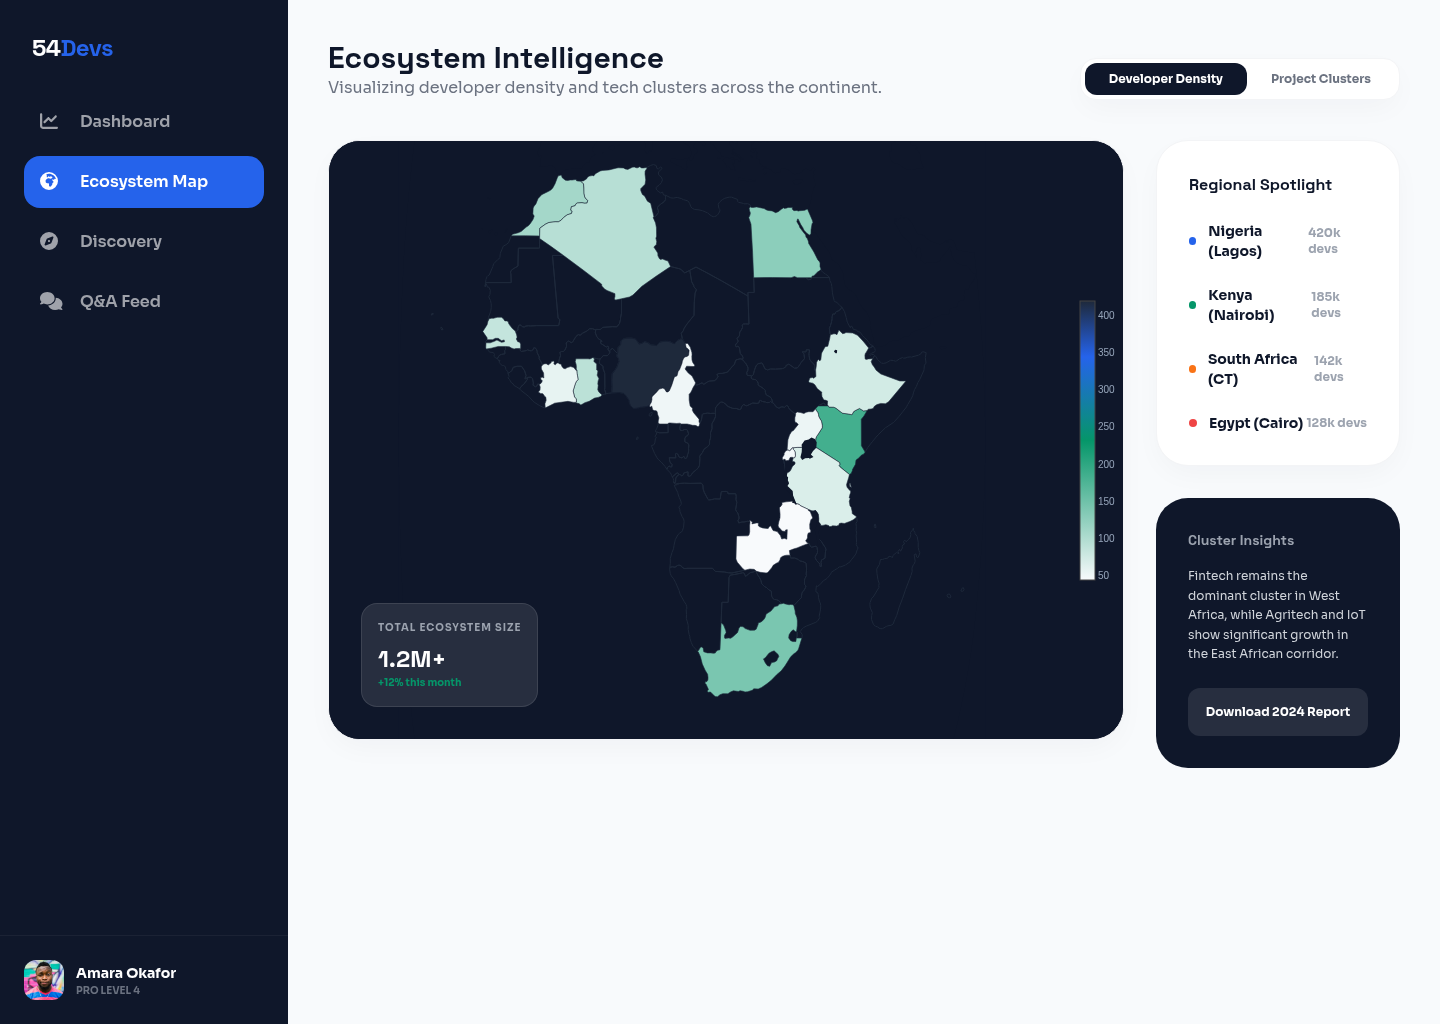 54Devs
Dashboard
Ecosystem Map
Discovery
Q&A Feed
Amara Okafor
PRO LEVEL 4
Ecosystem Intelligence
Visualizing developer density and tech clusters across the continent.
Developer Density
Project Clusters
400
350
300
250
200
150
100
50
TOTAL ECOSYSTEM SIZE
1.2M+
+12% this month
Regional Spotlight
Nigeria
(Lagos)
420k
devs
Kenya
(Nairobi)
185k
devs
South Africa
(CT)
142k
devs
Egypt (Cairo) 128k devs
Cluster Insights
Fintech remains the
dominant cluster in West
Africa, while Agritech and IoT
show significant growth in
the East African corridor.
Download 2024 Report